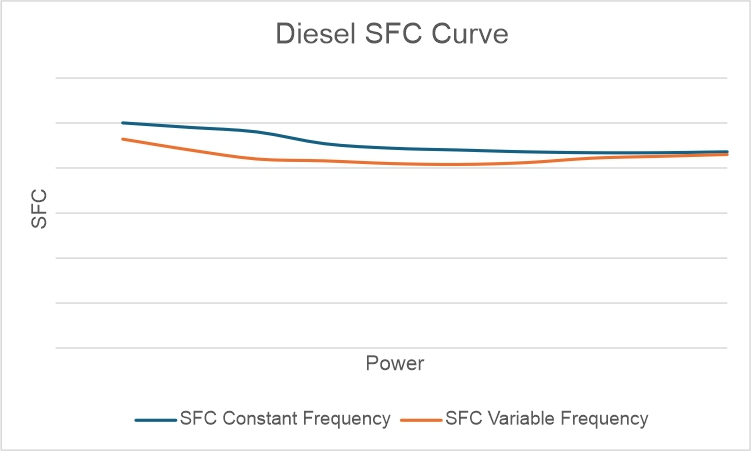 Diesel SFC Curve
SFC
Power
SFC Constant Frequency SFC Variable Frequency